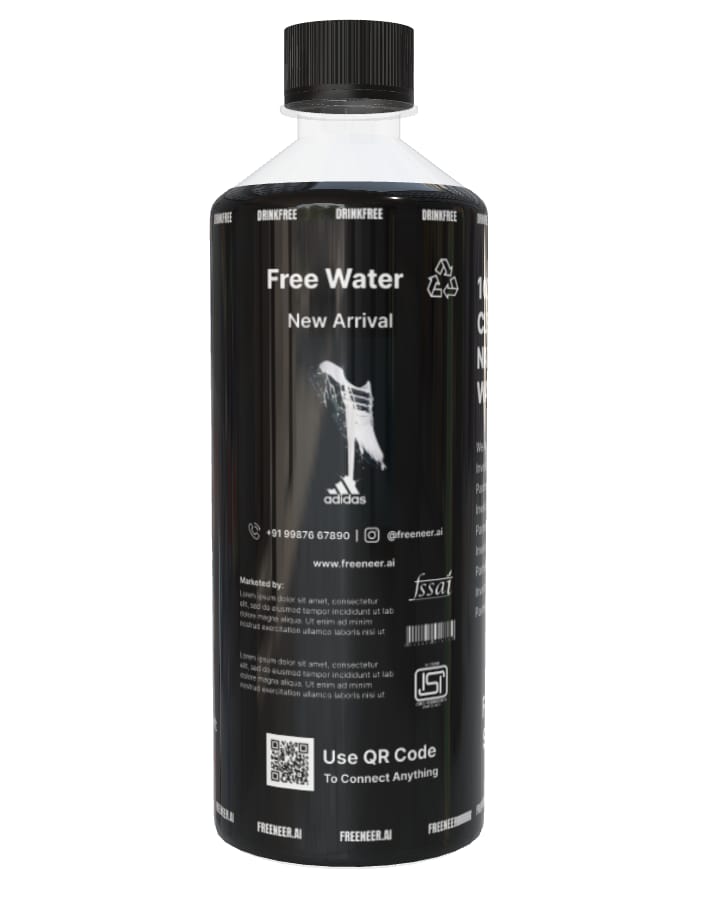 DRINKFREE DRINKFREE DRINKFREE DRINKFREE
Free Water
New Arrival
adidas
+91 99876 67890 | @freeneer.ai
www.freeneer.ai
Marketed by:
Lorem ipsum dolor sit amet, consectetur
elit, sed do eiusmod tempor incididunt ut lab
dolore magna aliqua. Ut enim ad minim
nostrud exercitation ullamco laboris nisi ut
fssai
Lorem ipsum dolor sit amet, consectetur
elit, sed do eiusmod tempor incididunt ut lab
dolore magna aliqua. Ut enim ad minim
nostrud exercitation ullamco laboris nisi ut
ISI
Use QR Code
To Connect Anything
FREENEER.AI FREENEER.AI FREENEER